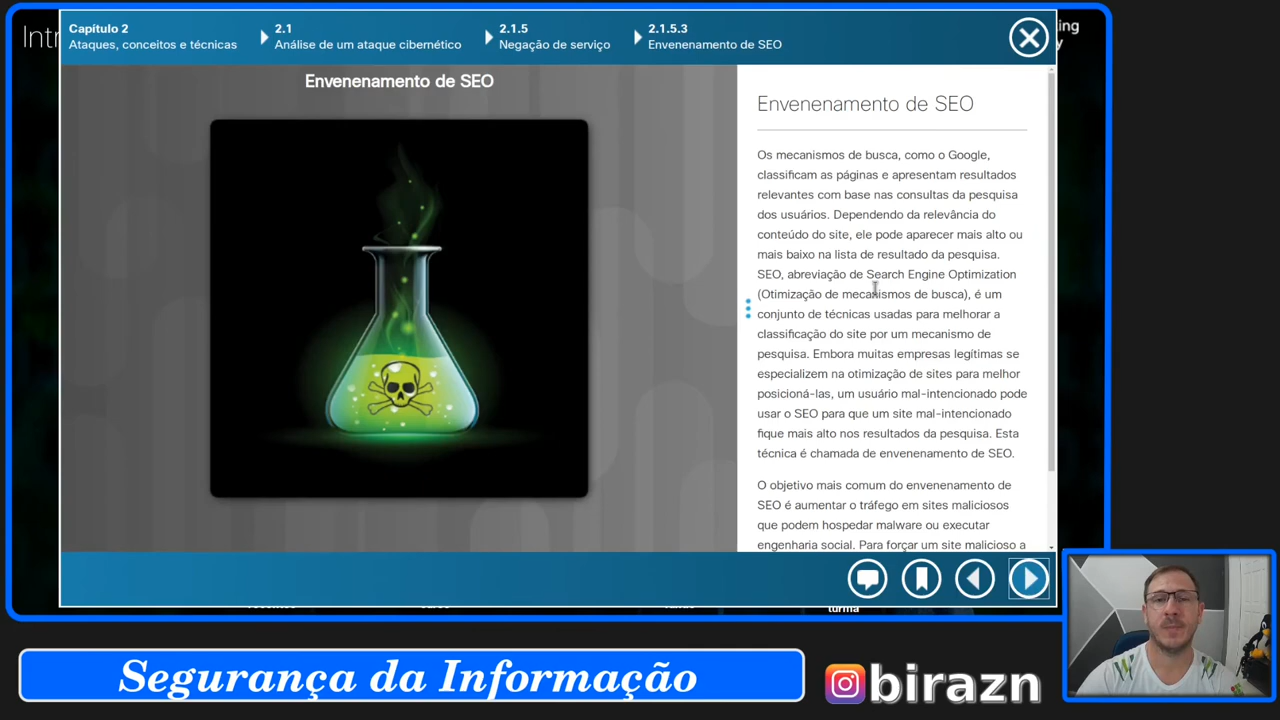 Intr
king
y
Capítulo 2
Ataques, conceitos e técnicas
2.1
Análise de um ataque cibernético
2.1.5
Negação de serviço
2.1.5.3
Envenenamento de SEO
Envenenamento de SEO
Envenenamento de SEO
Os mecanismos de busca, como o Google,
classificam as páginas e apresentam resultados
relevantes com base nas consultas da pesquisa
dos usuários. Dependendo da relevância do
conteúdo do site, ele pode aparecer mais alto ou
mais baixo na lista de resultado da pesquisa.
SEO, abreviação de Search Engine Optimization
(Otimização de mecanismos de busca), é um
conjunto de técnicas usadas para melhorar a
classificação do site por um mecanismo de
pesquisa. Embora muitas empresas legítimas se
especializem na otimização de sites para melhor
posicioná-las, um usuário mal-intencionado pode
usar o SEO para que um site mal-intencionado
fique mais alto nos resultados da pesquisa. Esta
técnica é chamada de envenenamento de SEO.
O objetivo mais comum do envenenamento de
SEO é aumentar o tráfego em sites maliciosos
que podem hospedar malware ou executar
engenharia social. Para forçar um site malicioso a
turma
Segurança da Informação
birazn